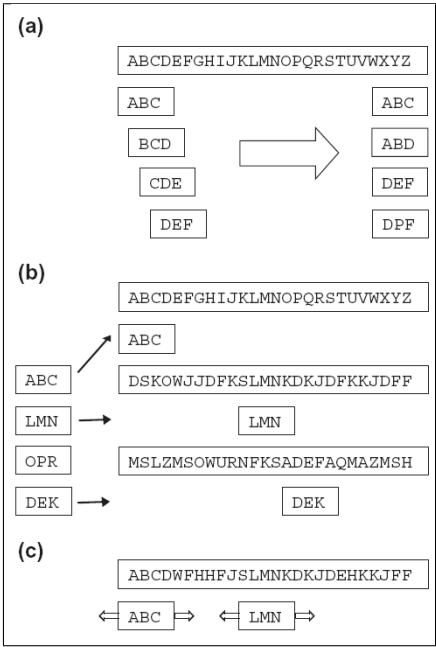 (a)
ABCDEFGHIJKLMNOPQRSTUVWXYZ
ABC ABC
BCD ABD
CDE DEF
DEF DPF
(b)
ABCDEFGHIJKLMNOPQRSTUVWXYZ
ABC
ABC DSKOWJJDFKSLMNKDKJDFKKJDFF
LMN LMN
OPR MSLZMSOWURNFKSADEFAQMAZMSH
DEK DEK
(c)
ABCDWFHHFJSLMNKDKJDEHKKJFF
ABC LMN